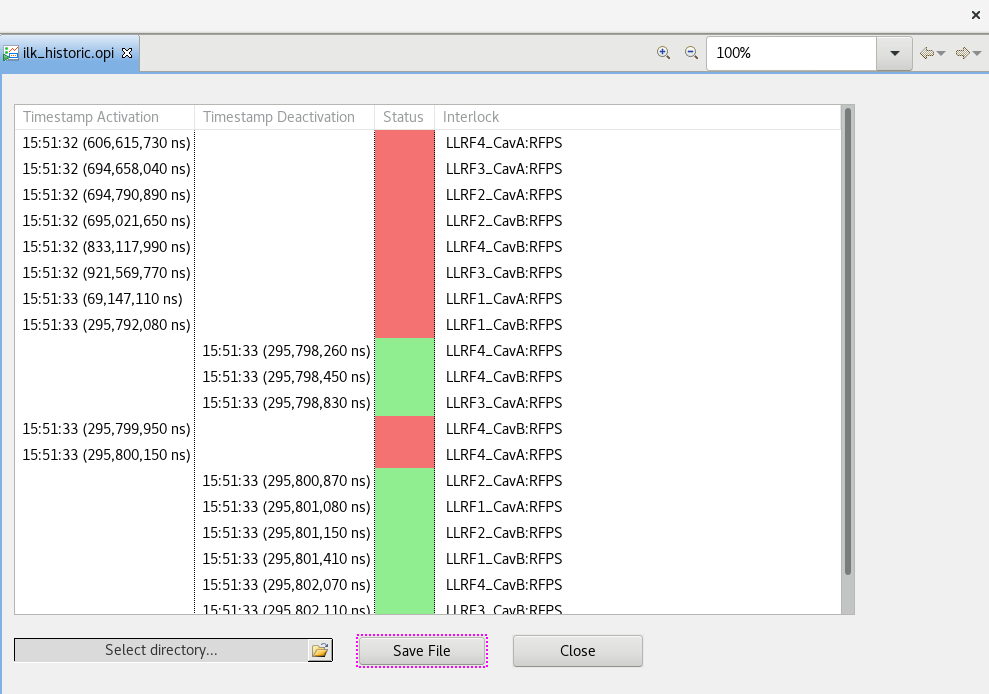 ilk_historic.opi
100%
Timestamp Activation Timestamp Deactivation Status Interlock
15:51:32 (606,615,730 ns) LLRF4_CavA:RFPS
15:51:32 (694,658,040 ns) LLRF3_CavA:RFPS
15:51:32 (694,790,890 ns) LLRF2_CavA:RFPS
15:51:32 (695,021,650 ns) LLRF2_CavB:RFPS
15:51:32 (833,117,990 ns) LLRF4_CavB:RFPS
15:51:32 (921,569,770 ns) LLRF3_CavB:RFPS
15:51:33 (69,147,110 ns) LLRF1_CavA:RFPS
15:51:33 (295,792,080 ns) LLRF1_CavB:RFPS
15:51:33 (295,798,260 ns) LLRF4_CavA:RFPS
15:51:33 (295,798,450 ns) LLRF4_CavB:RFPS
15:51:33 (295,798,830 ns) LLRF3_CavA:RFPS
15:51:33 (295,799,950 ns) LLRF4_CavB:RFPS
15:51:33 (295,800,150 ns) LLRF4_CavA:RFPS
15:51:33 (295,800,870 ns) LLRF2_CavA:RFPS
15:51:33 (295,801,080 ns) LLRF1_CavA:RFPS
15:51:33 (295,801,150 ns) LLRF2_CavB:RFPS
15:51:33 (295,801,410 ns) LLRF1_CavB:RFPS
15:51:33 (295,802,070 ns) LLRF4_CavB:RFPS
15:51:33 (295,802,110 ns) LLRF3_CavB:RFPS
Select directory... Save File Close